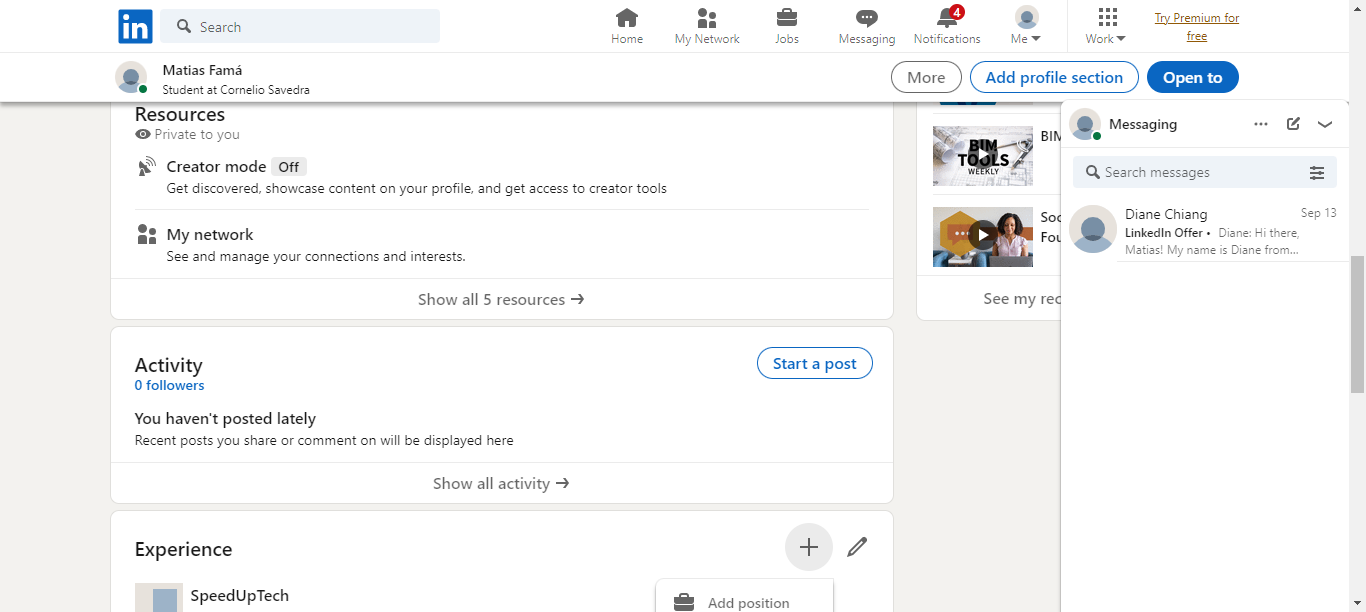 in
Search
Home
My Network
Jobs
Messaging
4
Notifications
Me
Work
Try Premium for
free
Matias Famá
Student at Cornelio Savedra
More
Add profile section
Open to
Resources
Private to you
Creator mode Off
Get discovered, showcase content on your profile, and get access to creator tools
My network
See and manage your connections and interests.
Show all 5 resources →
Activity
0 followers
Start a post
You haven't posted lately
Recent posts you share or comment on will be displayed here
Show all activity →
Experience
SpeedUpTech
Add position
BIM
TOOLS
WEEKLY
BIM
Soc
Fou
See my rec
Messaging
Search messages
Diane Chiang
Sep 13
LinkedIn Offer • Diane: Hi there,
Matias! My name is Diane from...